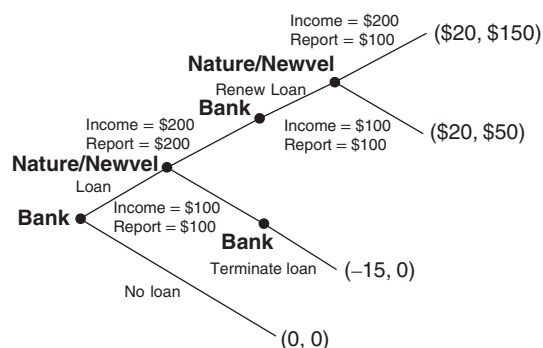 Income = $200
Report = $100
($20, $150)
Nature/Newvel
Renew Loan
Bank
Income = $200
Report = $200
Income = $100
Report = $100
($20, $50)
Nature/Newvel
Loan
Income = $100
Report = $100
Bank
Bank
Terminate loan
(−15, 0)
No loan
(0, 0)